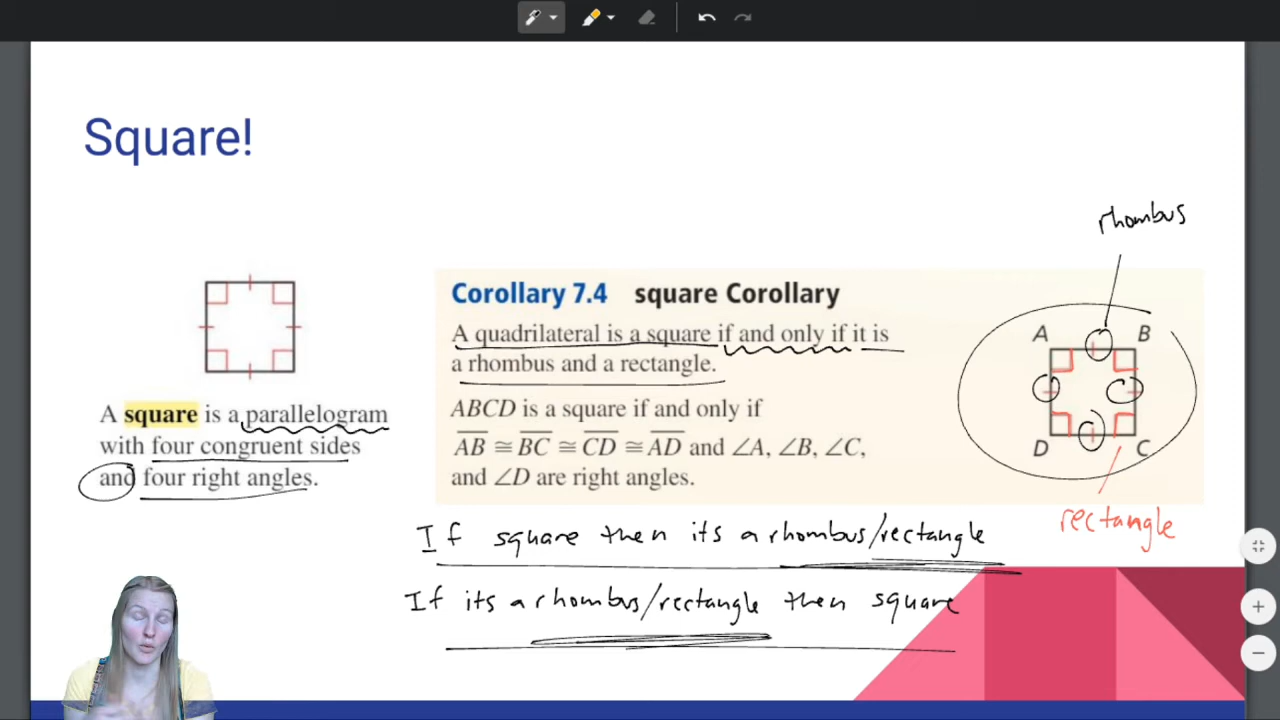 Square!
rhombus
Corollary 7.4 square Corollary
A quadrilateral is a square if and only if it is
a rhombus and a rectangle.
ABCD is a square if and only if
AB ≅ BC ≅ CD ≅ AD and ∠A, ∠B, ∠C,
and ∠D are right angles.
A B
D C
A square is a parallelogram
with four congruent sides
and four right angles.
rectangle
If square then its a rhombus/rectangle
If its a rhombus/rectangle then square